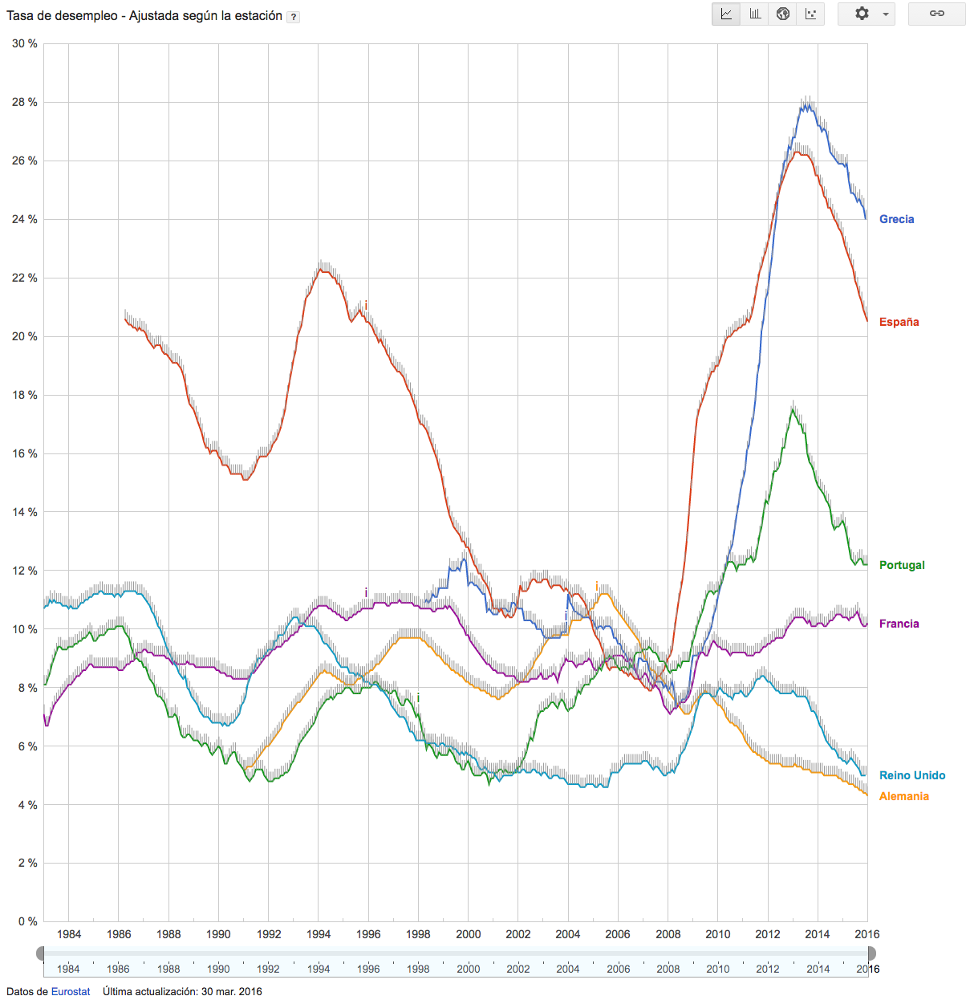 Tasa de desempleo - Ajustada según la estación ?
30 %
28 %
26 %
24 %
22 %
20 %
18 %
16 %
14 %
12 %
10 %
8 %
6 %
4 %
2 %
0 %
i
i
i
i
i
Grecia
España
Portugal
Francia
Reino Unido
Alemania
1984 1986 1988 1990 1992 1994 1996 1998 2000 2002 2004 2006 2008 2010 2012 2014 2016
1984 1986 1988 1990 1992 1994 1996 1998 2000 2002 2004 2006 2008 2010 2012 2014 2016
Datos de Eurostat Última actualización: 30 mar. 2016